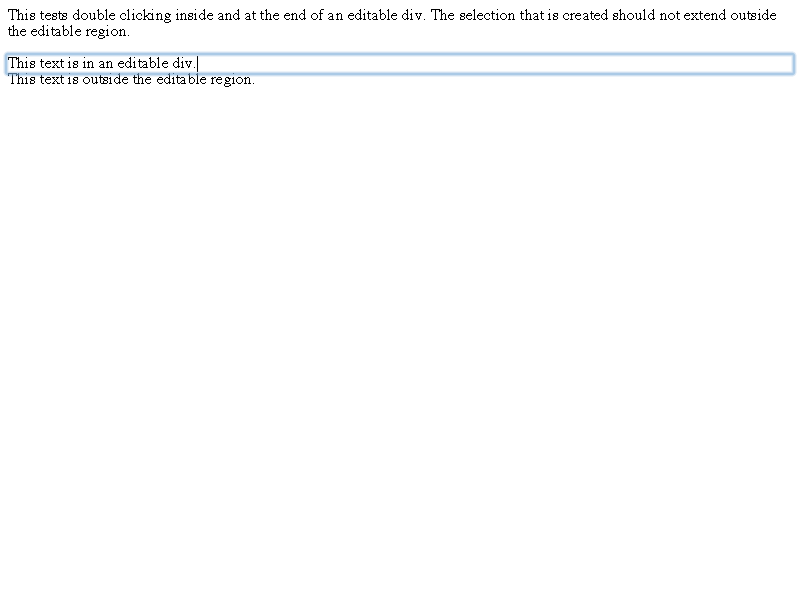 This tests double clicking inside and at the end of an editable div. The selection that is created should not extend outside
the editable region.
This text is in an editable div.
This text is outside the editable region.